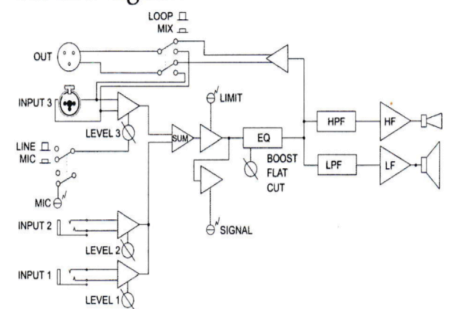 LOOP
MIX
OUT
INPUT 3
LEVEL 3
LINE
MIC
MIC
INPUT 2
LEVEL 2
INPUT 1
LEVEL 1
SUM
LIMIT
EQ
BOOST
FLAT
CUT
SIGNAL
HPF
HF
LPF
LF